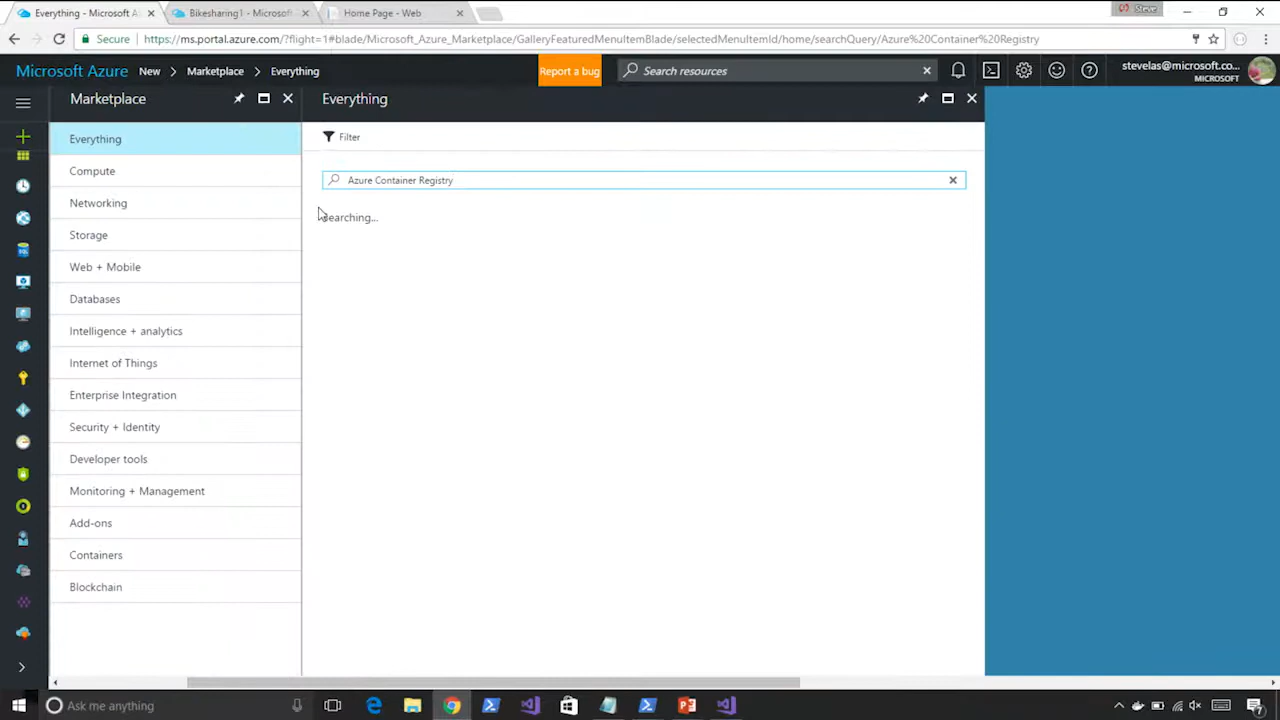 Everything - Microsoft A
Bikesharing1 - Microsoft
Home Page - Web
Steve
Secure
https://ms.portal.azure.com/?flight=1#blade/Microsoft_Azure_Marketplace/GalleryFeaturedMenuItemBlade/selectedMenuItemId/home/searchQuery/Azure%20Container%20Registry
Microsoft Azure New > Marketplace > Everything
Report a bug
Search resources
stevelas@microsoft.co...
MICROSOFT
Marketplace
Everything
Everything
Compute
Networking
Storage
Web + Mobile
Databases
Intelligence + analytics
Internet of Things
Enterprise Integration
Security + Identity
Developer tools
Monitoring + Management
Add-ons
Containers
Blockchain
Filter
Azure Container Registry
Searching...
Ask me anything